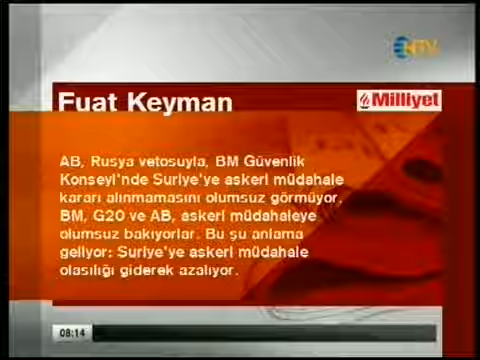 NTV
Fuat Keyman
Milliyet
AB, Rusya vetosuyla, BM Güvenlik
Konseyi'nde Suriye'ye askeri müdahale
kararı alınmamasını olumsuz görmüyor.
BM, G20 ve AB, askeri müdahaleye
olumsuz bakıyorlar. Bu şu anlama
geliyor: Suriye'ye askeri müdahale
olasılığı giderek azalıyor.
08:14